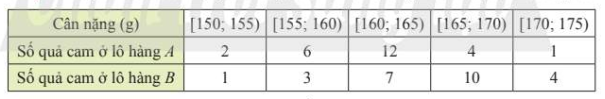 Cân nặng (g) [150; 155) [155; 160) [160; 165) [165; 170) [170; 175)
Số quả cam ở lô hàng A 2 6 12 4 1
Số quả cam ở lô hàng B 1 3 7 10 4